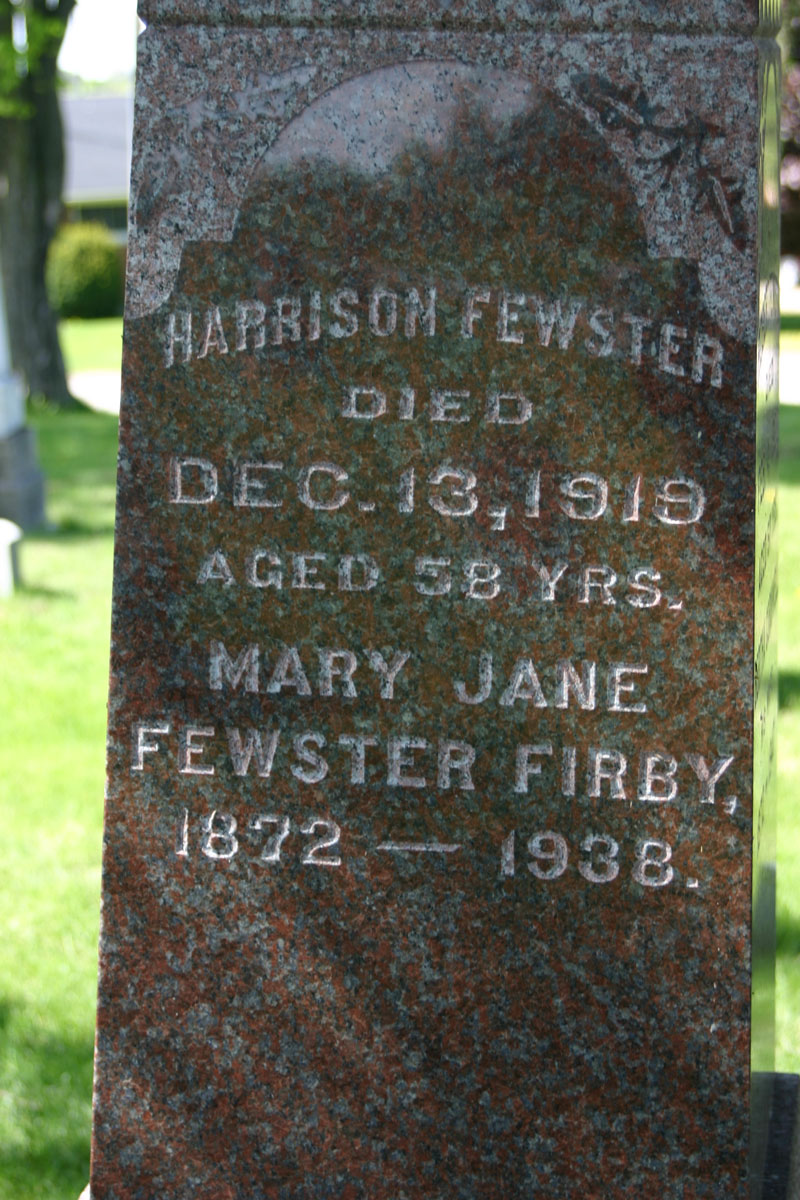 HARRISON FEWSTER
DIED
DEC. 13, 1919
AGED 58 YRS.
MARY JANE
FEWSTER FIRBY,
1872 — 1938.